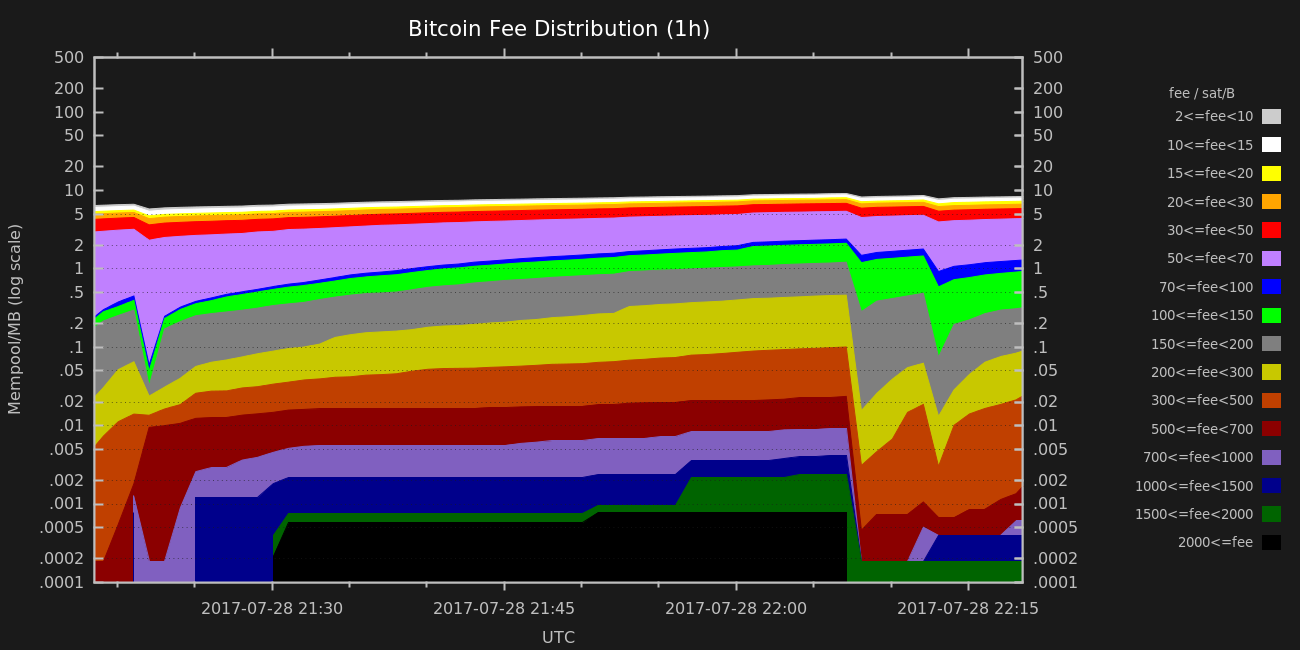 Bitcoin Fee Distribution (1h)
500
200
100
50
20
10
5
2
1
.5
.2
.1
.05
.02
.01
.005
.002
.001
.0005
.0002
.0001
Mempool/MB (log scale)
500
200
100
50
20
10
5
2
1
.5
.2
.1
.05
.02
.01
.005
.002
.001
.0005
.0002
.0001
2017-07-28 21:30
2017-07-28 21:45
2017-07-28 22:00
2017-07-28 22:15
UTC
fee / sat/B
2<=fee<10
10<=fee<15
15<=fee<20
20<=fee<30
30<=fee<50
50<=fee<70
70<=fee<100
100<=fee<150
150<=fee<200
200<=fee<300
300<=fee<500
500<=fee<700
700<=fee<1000
1000<=fee<1500
1500<=fee<2000
2000<=fee